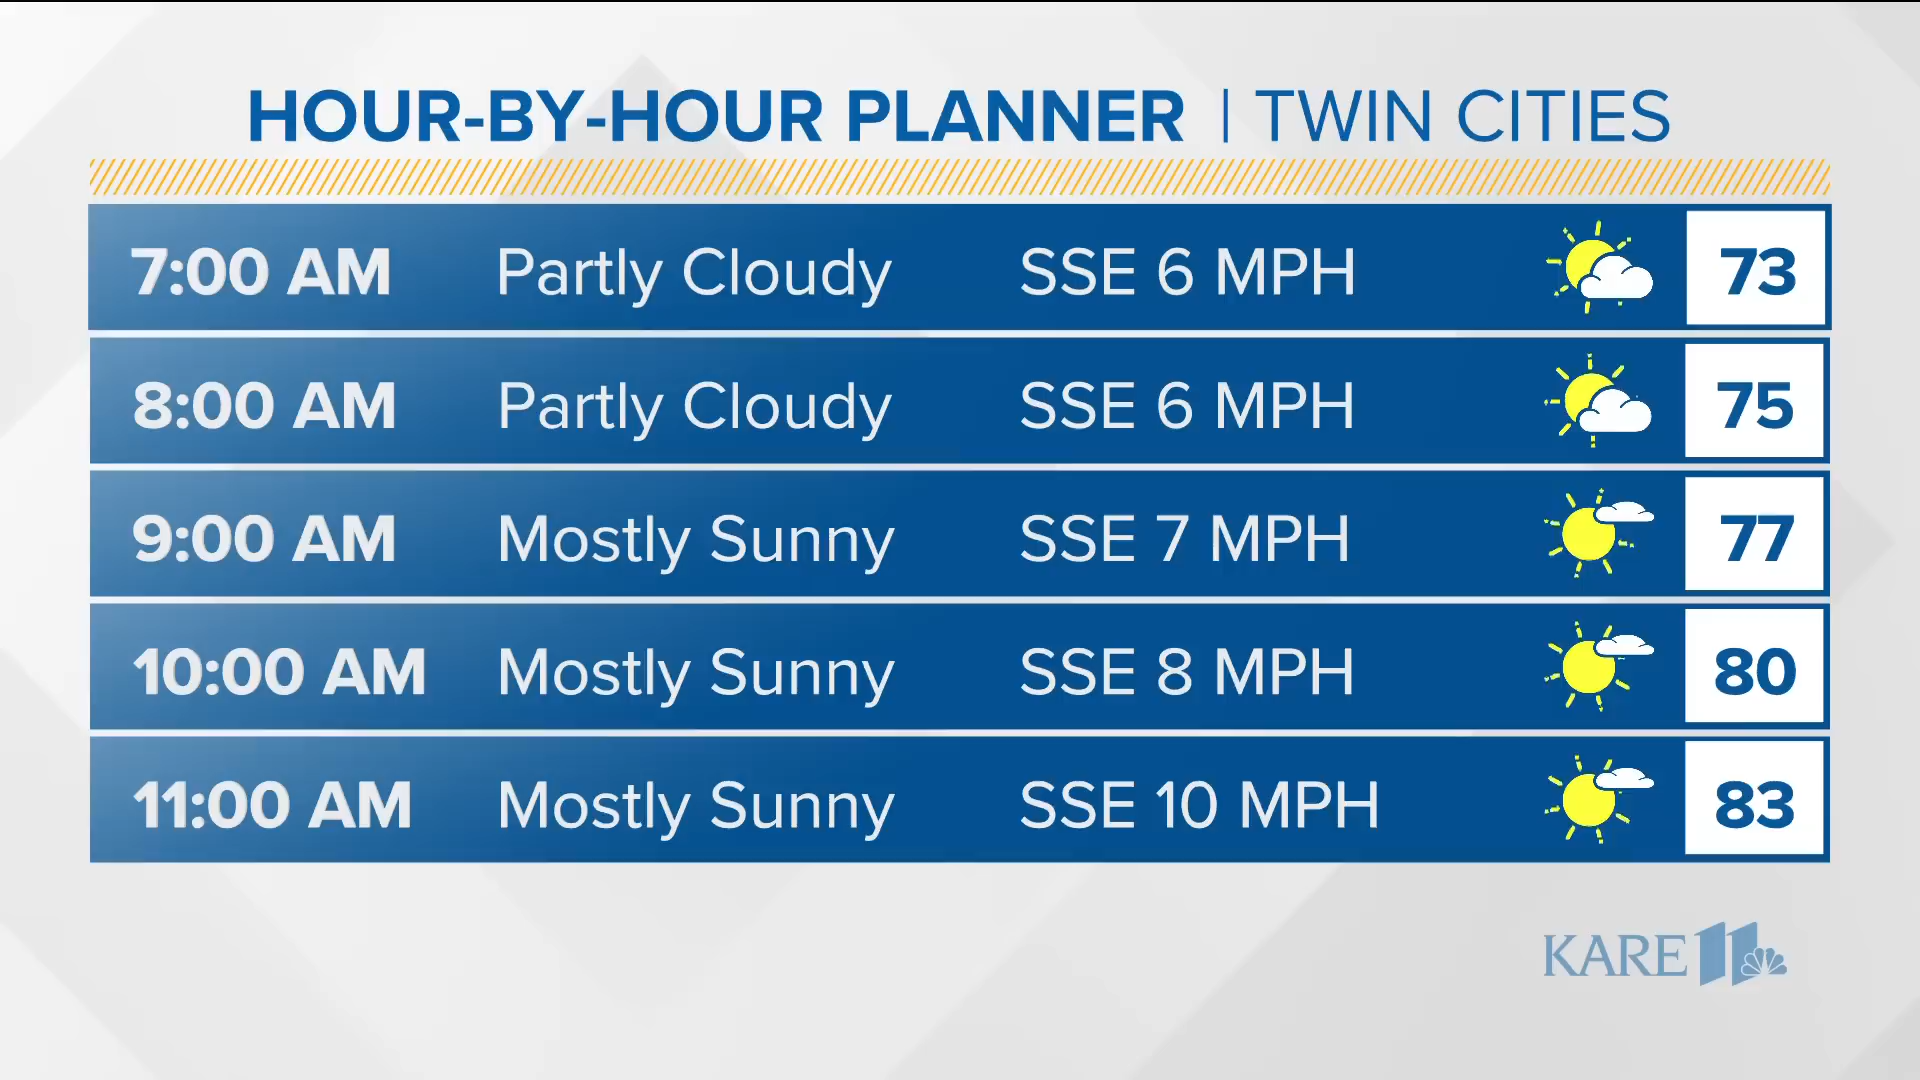 HOUR-BY-HOUR PLANNER | TWIN CITIES
7:00 AM Partly Cloudy SSE 6 MPH 73
8:00 AM Partly Cloudy SSE 6 MPH 75
9:00 AM Mostly Sunny SSE 7 MPH 77
10:00 AM Mostly Sunny SSE 8 MPH 80
11:00 AM Mostly Sunny SSE 10 MPH 83
KARE 11